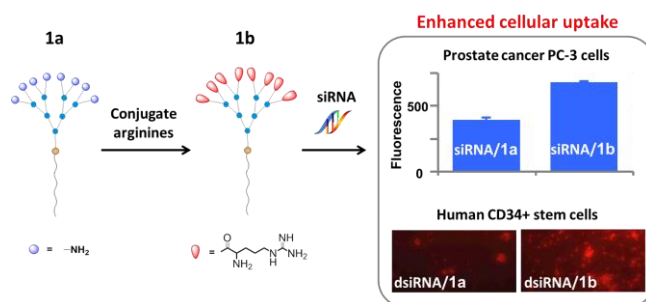 Enhanced cellular uptake
1a
1b
Prostate cancer PC-3 cells
Conjugate
arginines
siRNA
Fluorescence
500
0
siRNA/1a
siRNA/1b
Human CD34+ stem cells
dsiRNA/1a
dsiRNA/1b
= –NH₂
=
O
NH
NH₂
N
H
NH₂